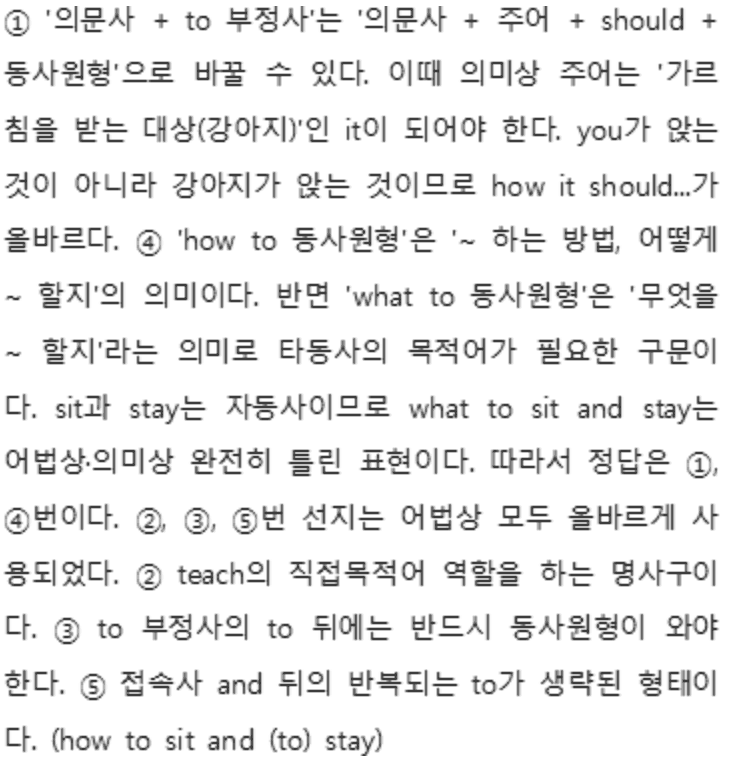 ① '의문사 + to 부정사'는 '의문사 + 주어 + should +
동사원형'으로 바꿀 수 있다. 이때 의미상 주어는 '가르
침을 받는 대상(강아지)'인 it이 되어야 한다. you가 앉는
것이 아니라 강아지가 앉는 것이므로 how it should...가
올바르다. ④ 'how to 동사원형'은 '~ 하는 방법, 어떻게
~ 할지'의 의미이다. 반면 'what to 동사원형'은 '무엇을
~ 할지'라는 의미로 타동사의 목적어가 필요한 구문이
다. sit과 stay는 자동사이므로 what to sit and stay는
어법상·의미상 완전히 틀린 표현이다. 따라서 정답은 ①,
④번이다. ②, ③, ⑤번 선지는 어법상 모두 올바르게 사
용되었다. ② teach의 직접목적어 역할을 하는 명사구이
다. ③ to 부정사의 to 뒤에는 반드시 동사원형이 와야
한다. ⑤ 접속사 and 뒤의 반복되는 to가 생략된 형태이
다. (how to sit and (to) stay)